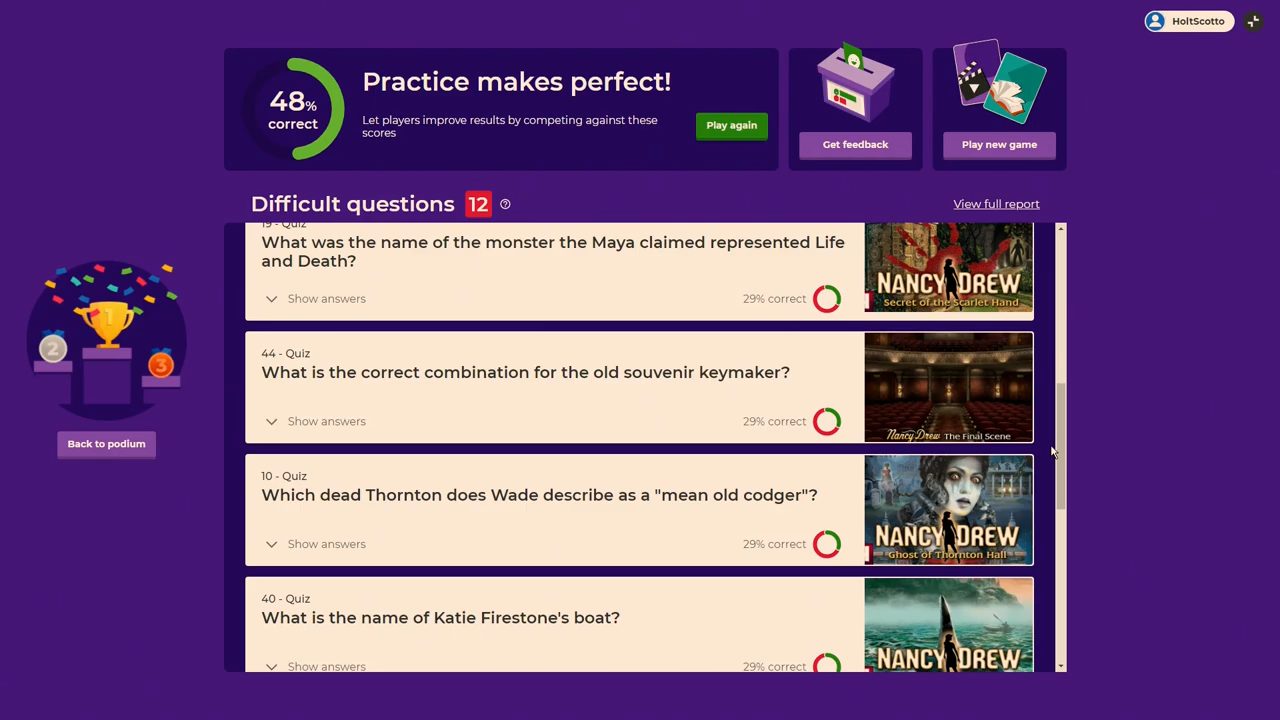 HoltScotto
48%
correct
Practice makes perfect!
Let players improve results by competing against these
scores
Play again
Get feedback
Play new game
Difficult questions 12
View full report
19 - Quiz
What was the name of the monster the Maya claimed represented Life
and Death?
Show answers
29% correct
NANCY DREW
Secret of the Scarlet Hand
44 - Quiz
What is the correct combination for the old souvenir keymaker?
Show answers
29% correct
Nancy Drew The Final Scene
10 - Quiz
Which dead Thornton does Wade describe as a "mean old codger"?
Show answers
29% correct
NANCY DREW
Ghost of Thornton Hall
40 - Quiz
What is the name of Katie Firestone's boat?
Show answers
29% correct
NANCY DREW
1
2
3
Back to podium